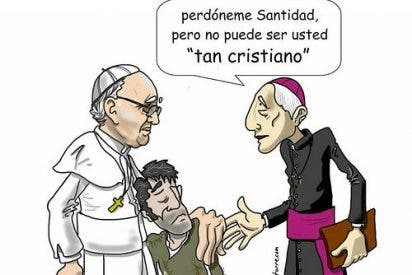 perdóneme Santidad,
pero no puede ser usted
“tan cristiano”